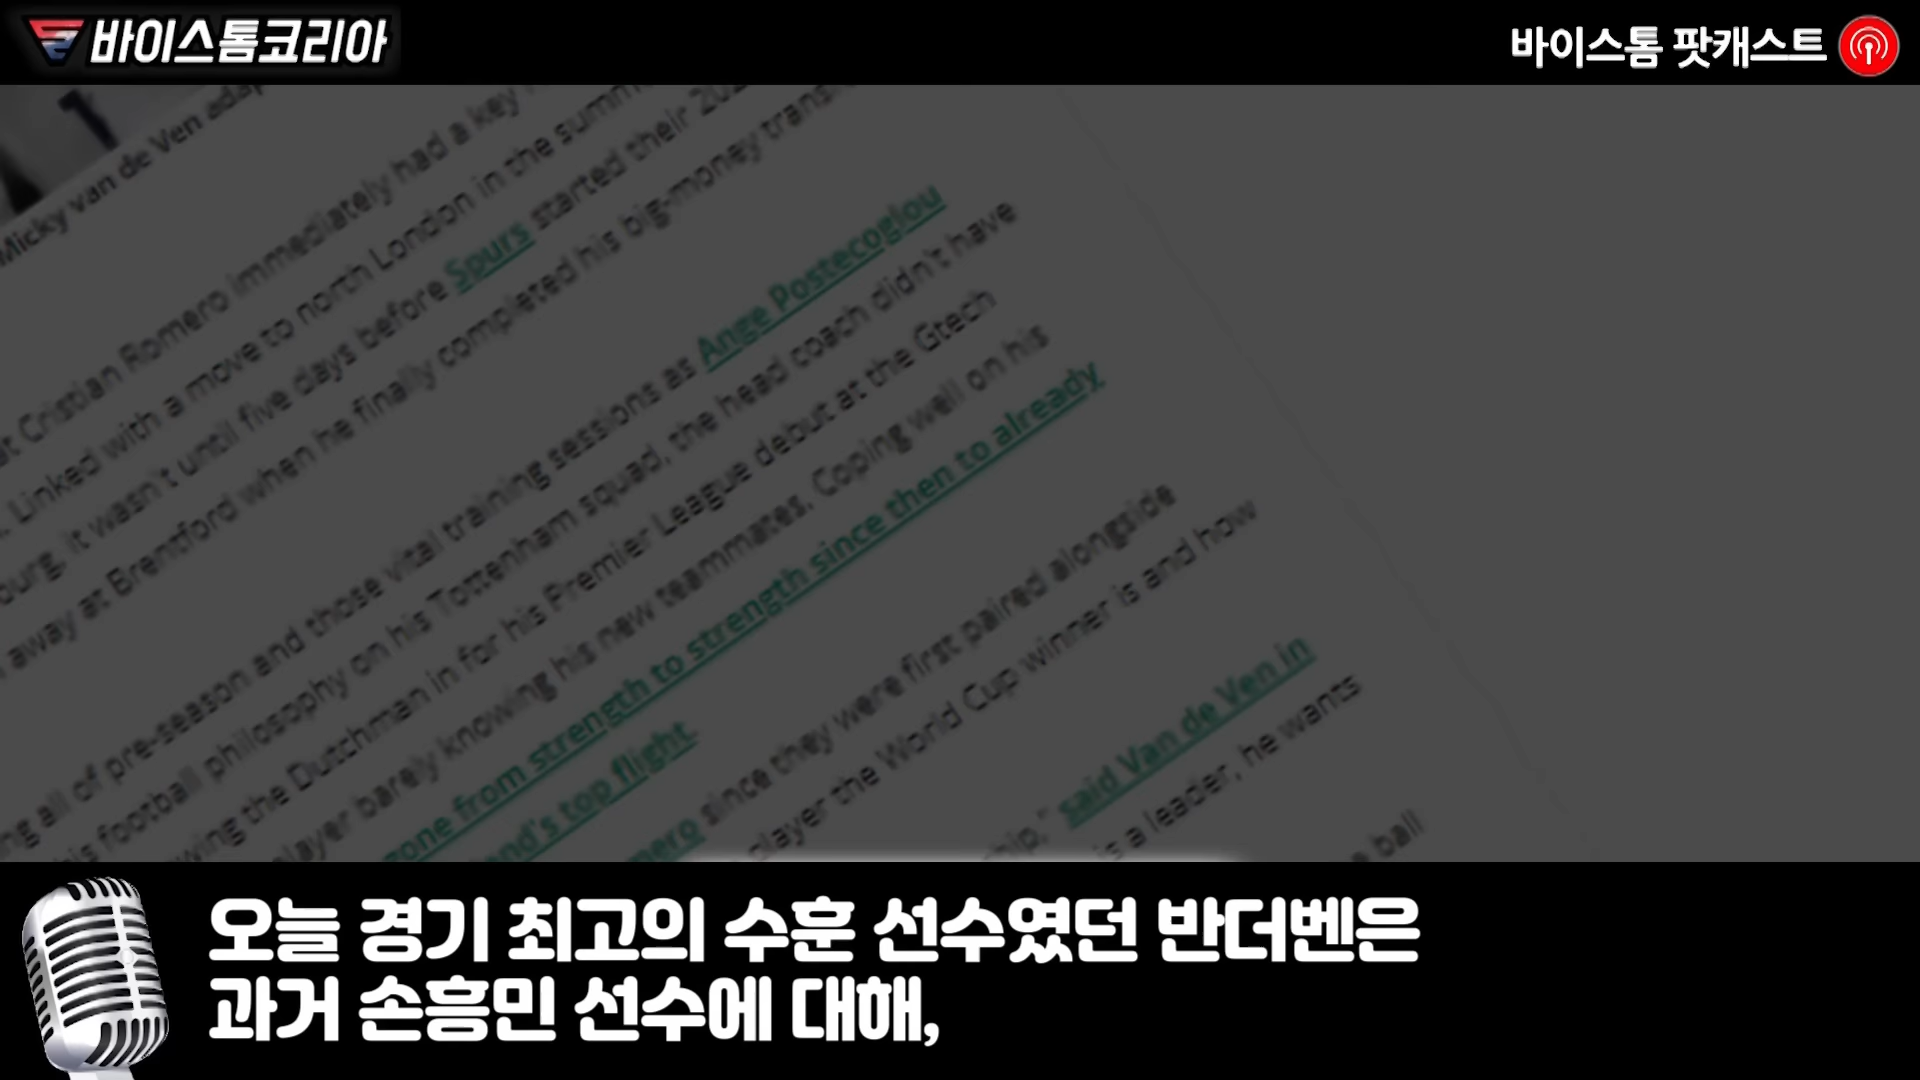 바이스톰코리아
바이스톰 팟캐스트
Micky van de Ven
Cristian Romero immediately had a key
Linked with a move to north London in the summ
it wasn't until five days before Spurs started their 202
away at Brentford when he finally completed his big-money trans
all of pre-season and those vital training sessions as Ange Postecoglou
football philosophy on his Tottenham squad, the head coach didn't have
the Dutchman in for his Premier League debut at the Gtech
player barely knowing his new teammates. Coping well on his
gone from strength to strength since then to already
top flight
since they were first paired alongside
player the World Cup winner is and how
said Van de Ven in
is a leader, he wants
ball
오늘 경기 최고의 수훈 선수였던 반더벤은
과거 손흥민 선수에 대해,